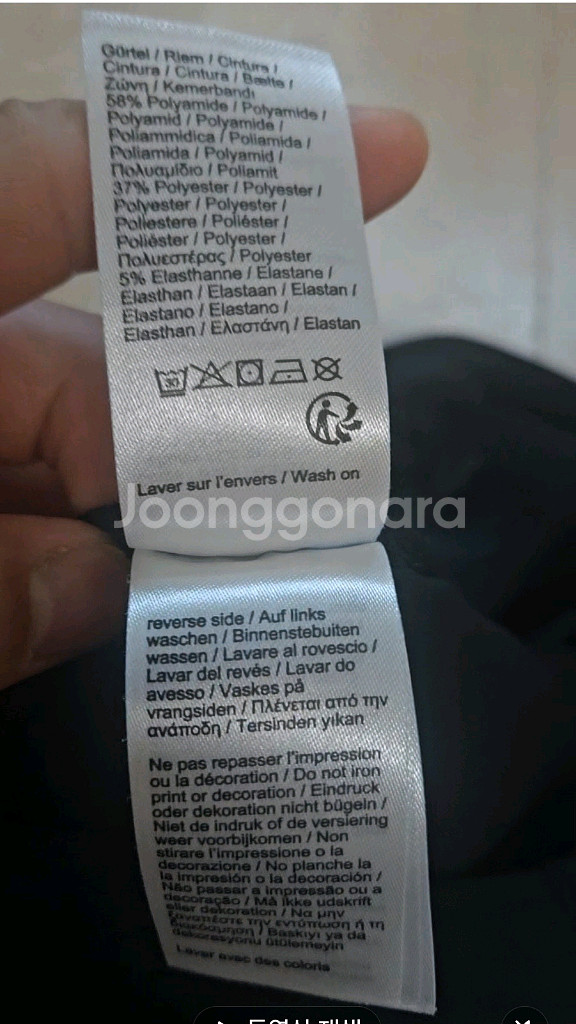 Gürtel / Riem / Cintura /
Cintura / Cintura / Bælte /
Ζώνη / Kemerbandı
58% Polyamide / Polyamide /
Polyamid / Polyamide /
Poliammidica / Poliamida /
Poliamida / Polyamid /
Πολυαμίδιο / Poliamit
37% Polyester / Polyester /
Polyester / Polyester /
Poliestere / Poliéster /
Poliéster / Polyester /
Πολυεστέρας / Polyester
5% Elasthanne / Elastane /
Elasthan / Elastaan / Elastan /
Elastano / Elastano /
Elasthan / Ελαστάνη / Elastan
30
Laver sur l'envers / Wash on
Joonggonara
reverse side / Auf links
waschen / Binnenstebuiten
wassen / Lavare al rovescio /
Lavar del revés / Lavar do
avesso / Vaskes på
vrangsiden / Πλένεται από την
ανάποδη / Tersinden yıkan
Ne pas repasser l'impression
ou la décoration / Do not iron
print or decoration / Eindruck
oder dekoration nicht bügeln /
Niet de indruk of de versiering
weer voorbijkomen / Non
stirare l'impressione o la
decorazione / No planche la
la impresión o la decoración /
Não passar a impressão ou a
decoração / Må ikke udskrift
eller dekoration / Να μην
ξαναπέστε την εντύπωση ή τη
διακόσμηση / Baskıyı ya da
dekorasyonu ütülemeyin
Laver avec des coloris